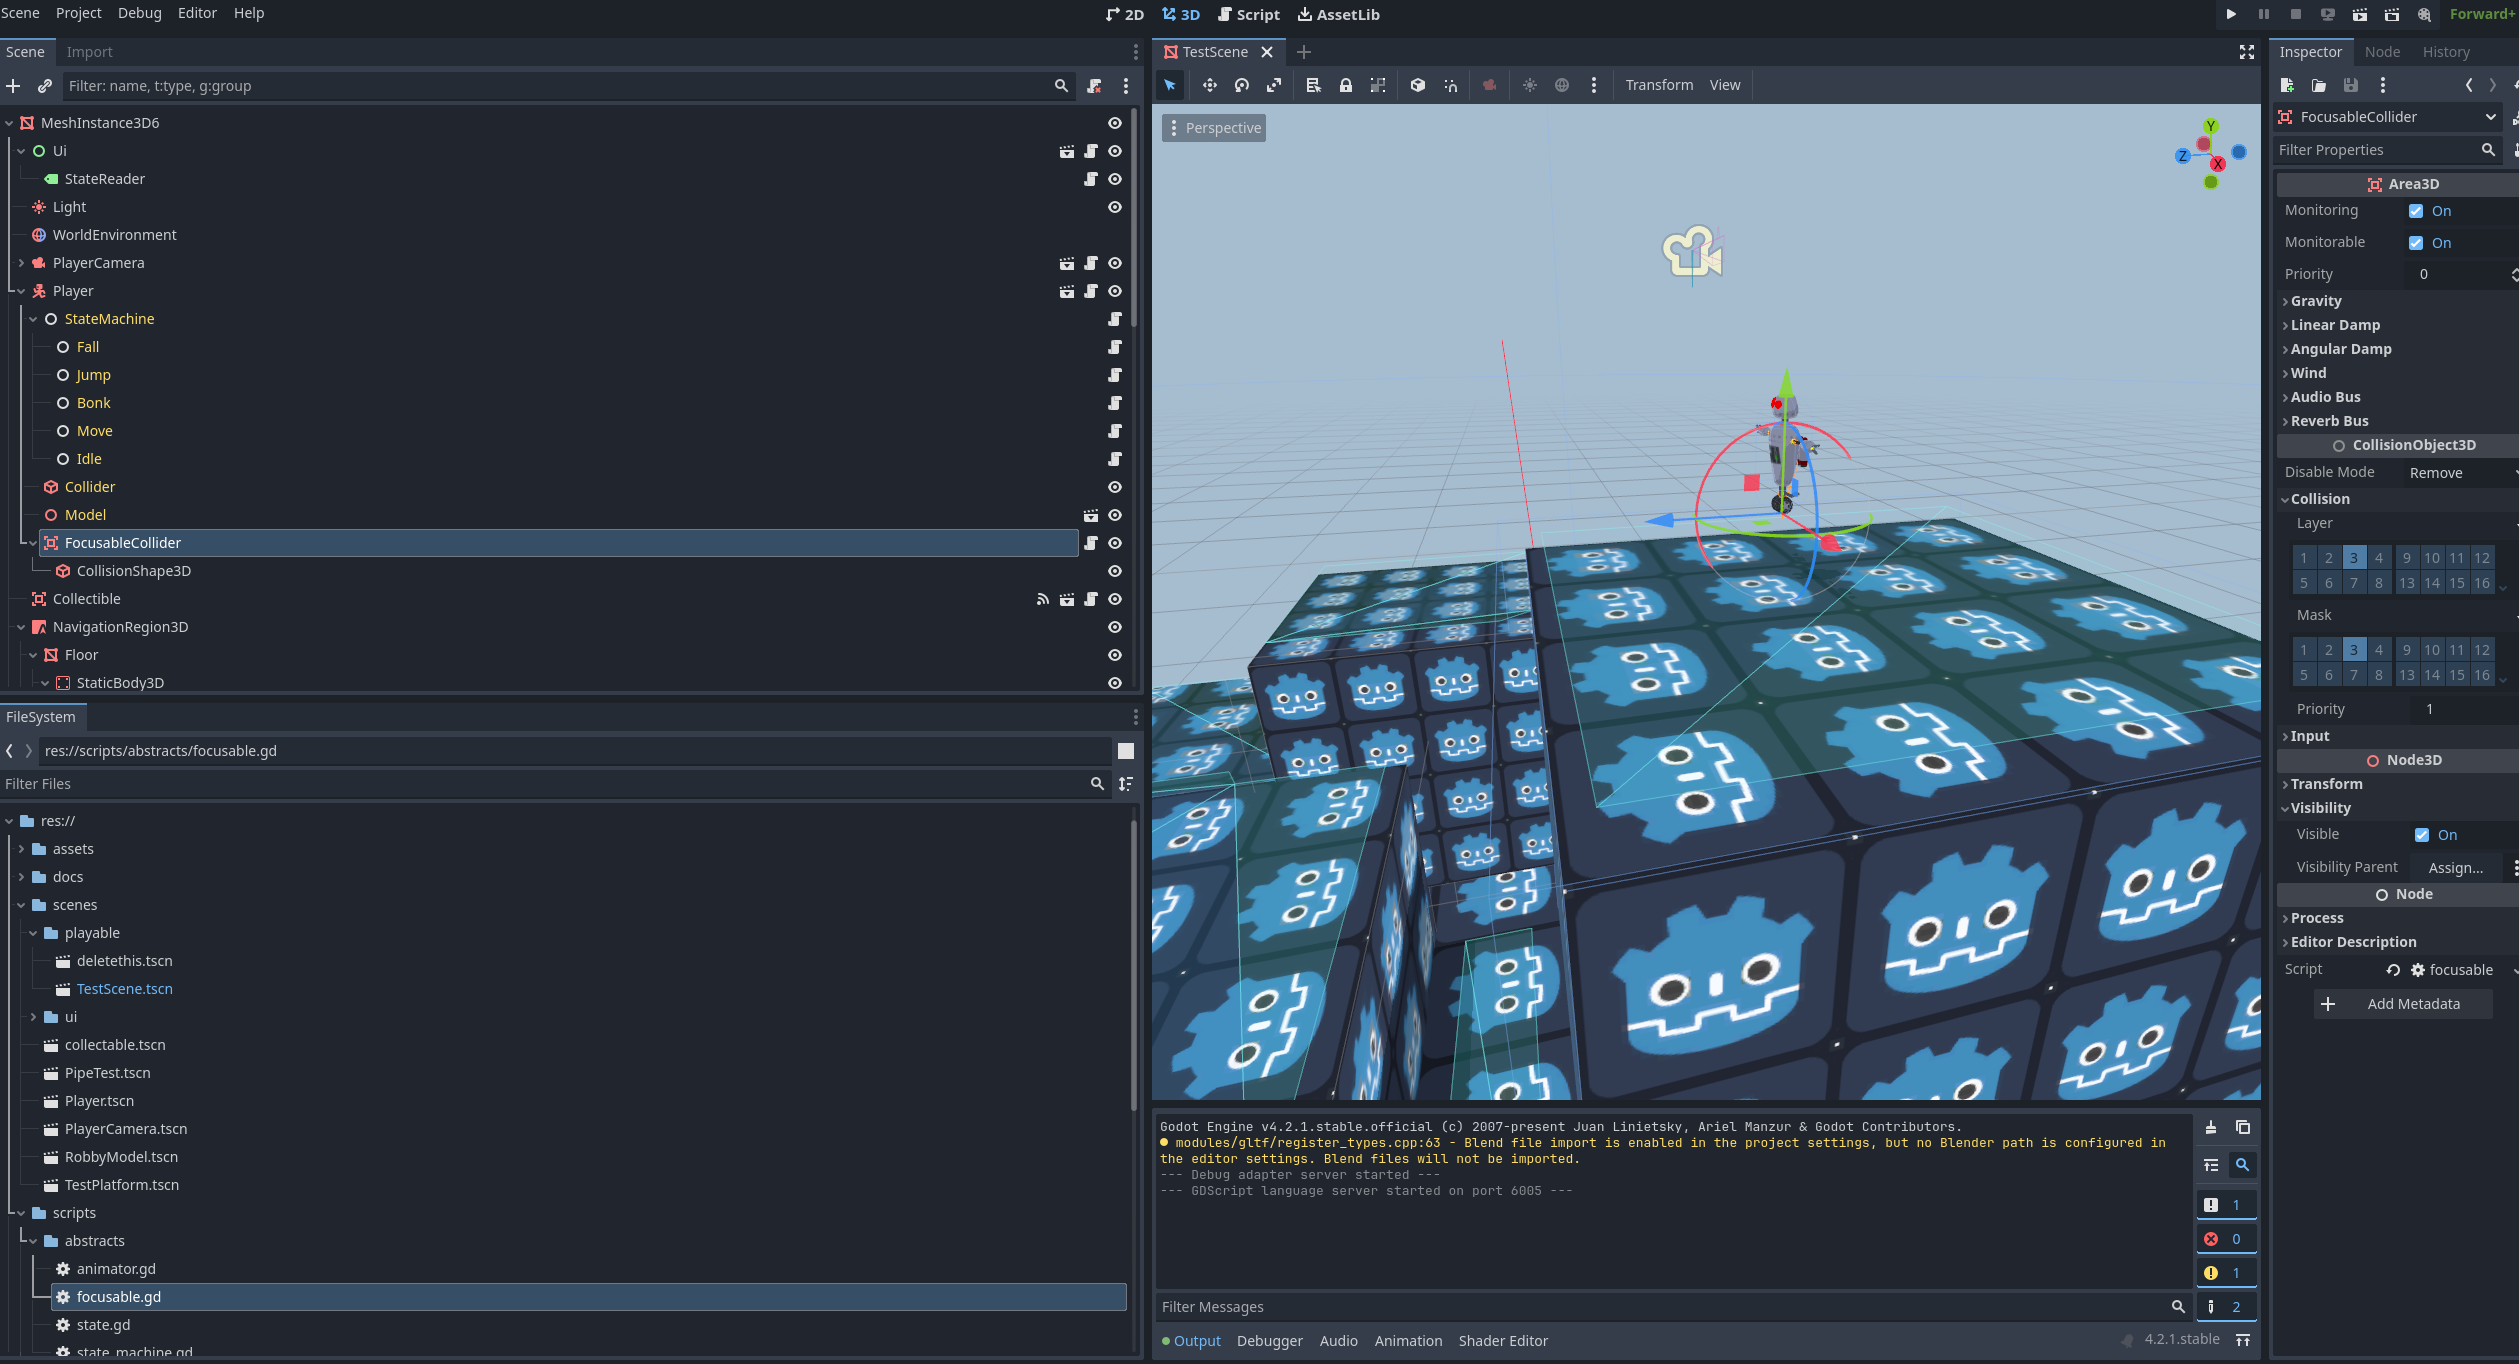 Scene Project Debug Editor Help
2D 3D Script AssetLib
Forward+
Scene Import
Filter: name, t:type, g:group
MeshInstance3D6
Ui
StateReader
Light
WorldEnvironment
PlayerCamera
Player
StateMachine
Fall
Jump
Bonk
Move
Idle
Collider
Model
FocusableCollider
CollisionShape3D
Collectible
NavigationRegion3D
Floor
StaticBody3D
FileSystem
res://scripts/abstracts/focusable.gd
Filter Files
res://
assets
docs
scenes
playable
deletethis.tscn
TestScene.tscn
ui
collectable.tscn
PipeTest.tscn
Player.tscn
PlayerCamera.tscn
RobbyModel.tscn
TestPlatform.tscn
scripts
abstracts
animator.gd
focusable.gd
state.gd
state_machine.gd
TestScene
Transform View
Perspective
Y
Z
X
Godot Engine v4.2.1.stable.official (c) 2007-present Juan Linietsky, Ariel Manzur & Godot Contributors.
modules/gltf/register_types.cpp:63 - Blend file import is enabled in the project settings, but no Blender path is configured in
the editor settings. Blend files will not be imported.
--- Debug adapter server started ---
--- GDScript language server started on port 6005 ---
1
0
1
2
Filter Messages
Output Debugger Audio Animation Shader Editor
4.2.1.stable
Inspector Node History
FocusableCollider
Filter Properties
Area3D
Monitoring On
Monitorable On
Priority 0
Gravity
Linear Damp
Angular Damp
Wind
Audio Bus
Reverb Bus
CollisionObject3D
Disable Mode Remove
Collision
Layer
1 2 3 4 9 10 11 12
5 6 7 8 13 14 15 16
Mask
1 2 3 4 9 10 11 12
5 6 7 8 13 14 15 16
Priority 1
Input
Node3D
Transform
Visibility
Visible On
Visibility Parent Assign...
Node
Process
Editor Description
Script focusable
Add Metadata